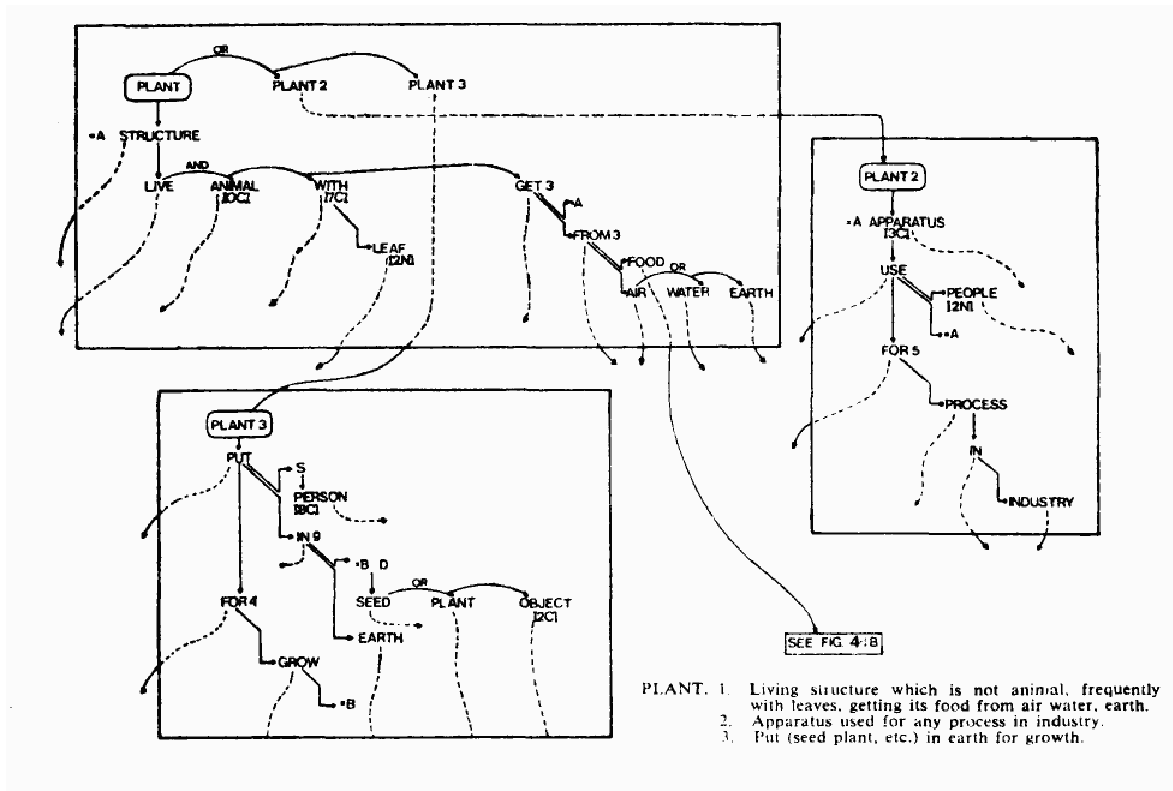 OR
PLANT PLANT 2 PLANT 3
•A STRUCTURE
AND
LIVE ANIMAL WITH GET 3
•A
FROM 3
LEAF
[2N]
FOOD
OR
AIR WATER EARTH
PLANT 2
•A APPARATUS
[3C]
USE
PEOPLE
[2N]
•A
FOR 5
PROCESS
IN
INDUSTRY
PLANT 3
PUT
S
PERSON
[8C]
IN 9
•B D
OR
SEED PLANT OBJECT
[2C]
FOR 4
EARTH
GROW
•B
SEE FIG 4-:B
PLANT. 1. Living structure which is not animal, frequently
with leaves, getting its food from air water, earth.
2. Apparatus used for any process in industry.
3. Put (seed plant, etc.) in earth for growth.